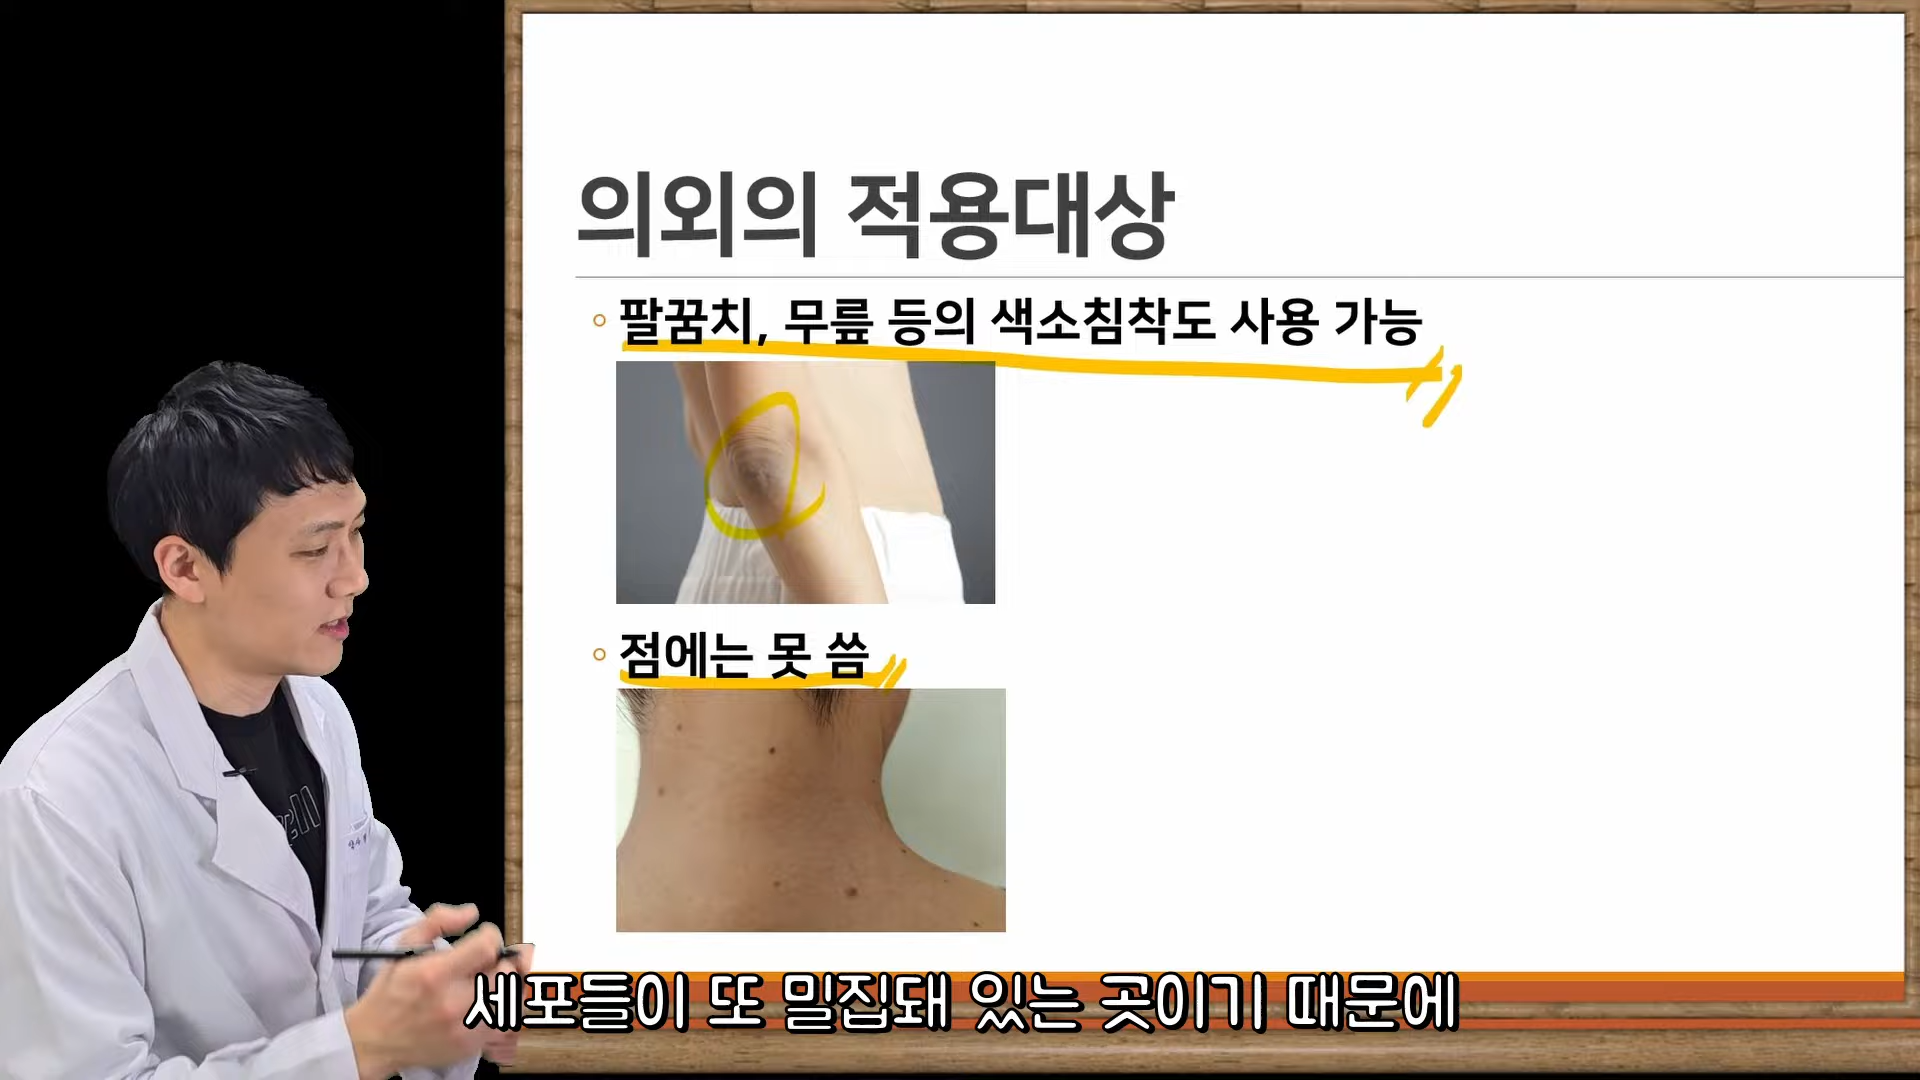 의외의 적용대상
팔꿈치, 무릎 등의 색소침착도 사용 가능
점에는 못 씀
세포들이 또 밀집돼 있는 곳이기 때문에